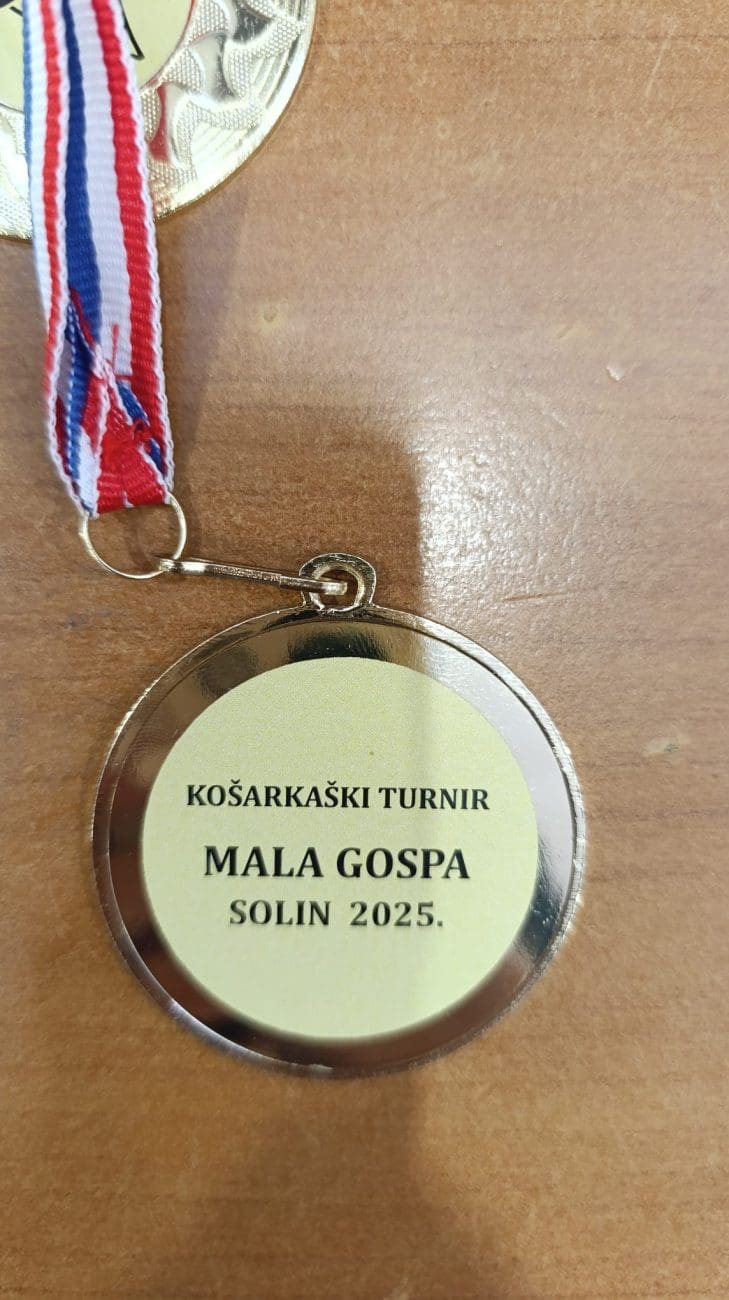 KOŠARKAŠKI TURNIR
MALA GOSPA
SOLIN 2025.